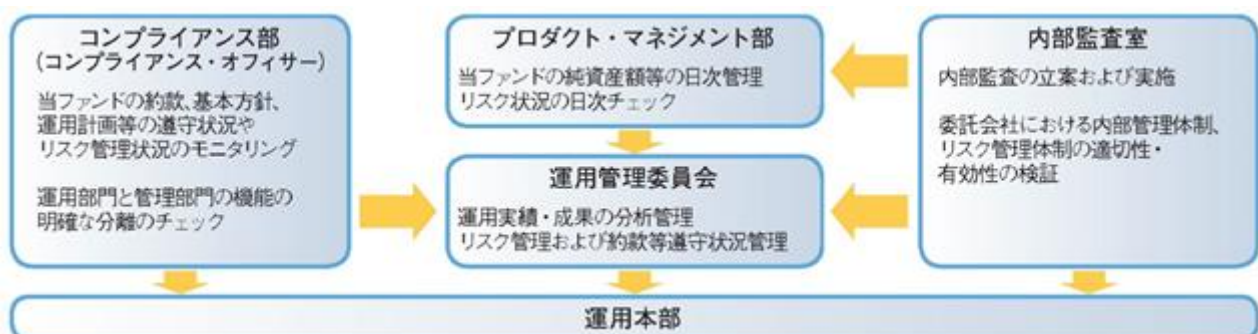 コンプライアンス部
(コンプライアンス・オフィサー)
当ファンドの約款、基本方針、
運用計画等の遵守状況や
リスク管理状況のモニタリング
運用部門と管理部門の機能の
明確な分離のチェック
プロダクト・マネジメント部
当ファンドの純資産額等の日次管理
リスク状況の日次チェック
運用管理委員会
運用実績・成果の分析管理
リスク管理および約款等遵守状況管理
内部監査室
内部監査の立案および実施
委託会社における内部管理体制、
リスク管理体制の適切性・
有効性の検証
運用本部